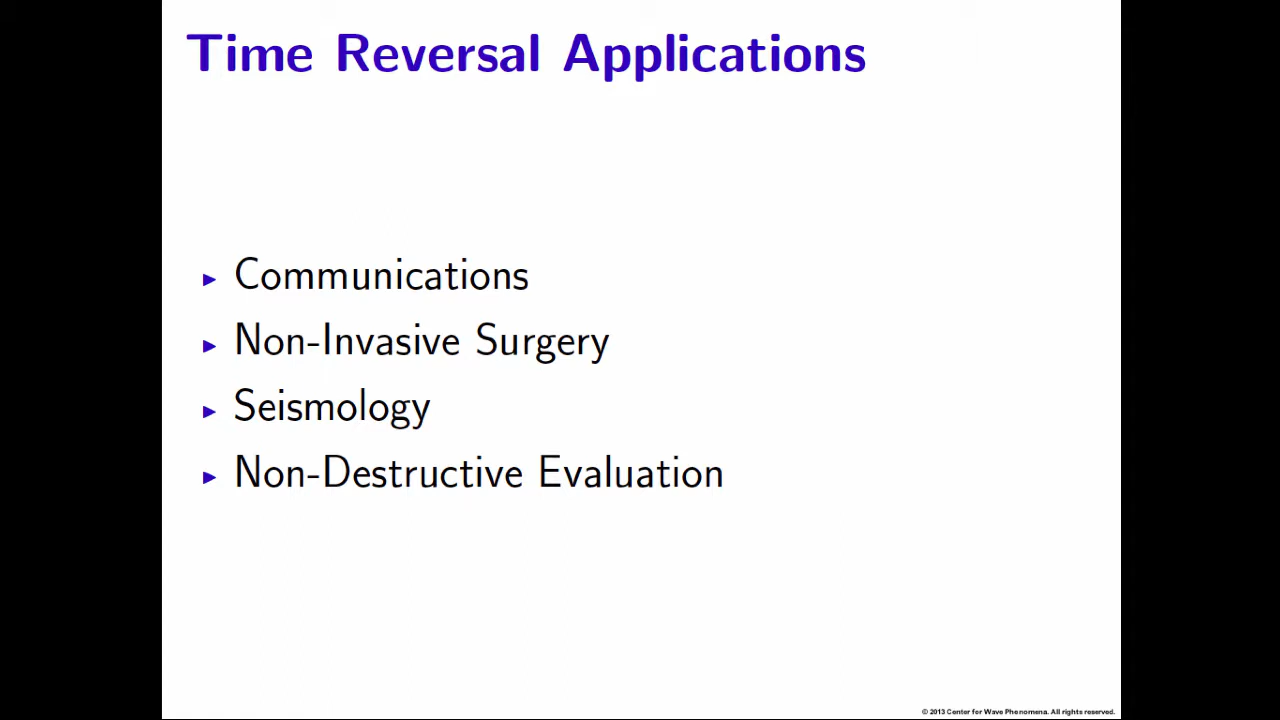 Time Reversal Applications
▶ Communications
▶ Non-Invasive Surgery
▶ Seismology
▶ Non-Destructive Evaluation
© 2013 Center for Wave Phenomena. All rights reserved.